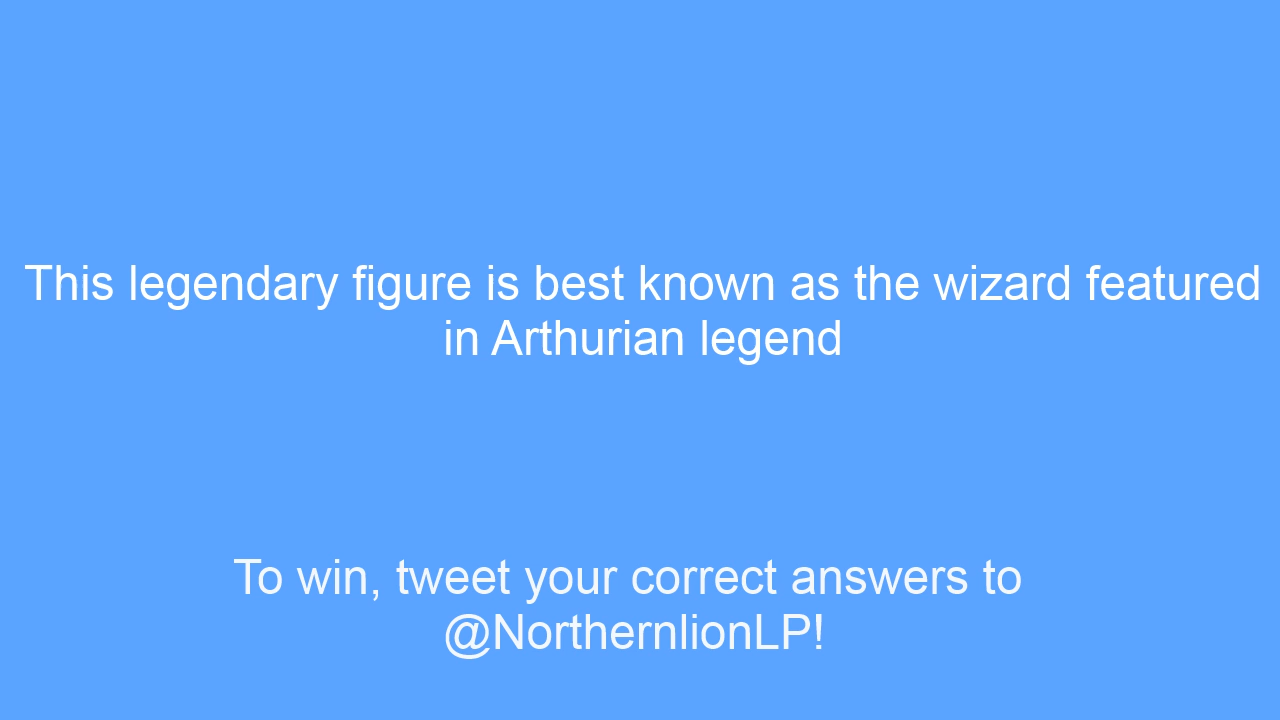 This legendary figure is best known as the wizard featured
in Arthurian legend
To win, tweet your correct answers to
@NorthernlionLP!